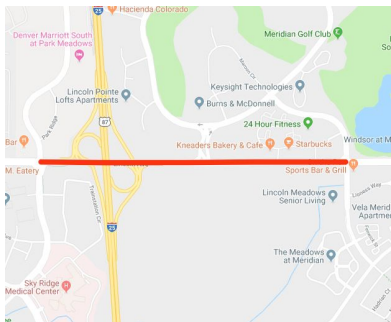 25
Hacienda Colorado
Denver Marriott South
at Park Meadows
Meridian Golf Club
Lincoln Pointe
Lofts Apartments
Keysight Technologies
Burns & McDonnell
87
24 Hour Fitness
Park Ridge
Bar
Kneaders Bakery & Cafe
Starbucks
Windsor at M
M. Eatery
Sports Bar & Grill
Lincoln Meadows
Senior Living
Vela Merid
Apartme
25
The Meadows
at Meridian
Sky Ridge
Medical Center